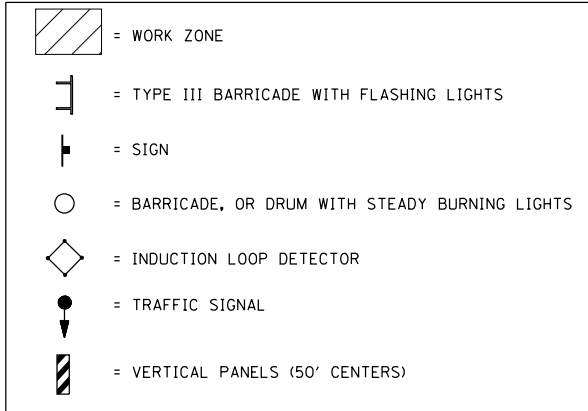 = WORK ZONE
= TYPE III BARRICADE WITH FLASHING LIGHTS
= SIGN
= BARRICADE, OR DRUM WITH STEADY BURNING LIGHTS
= INDUCTION LOOP DETECTOR
= TRAFFIC SIGNAL
= VERTICAL PANELS (50' CENTERS)